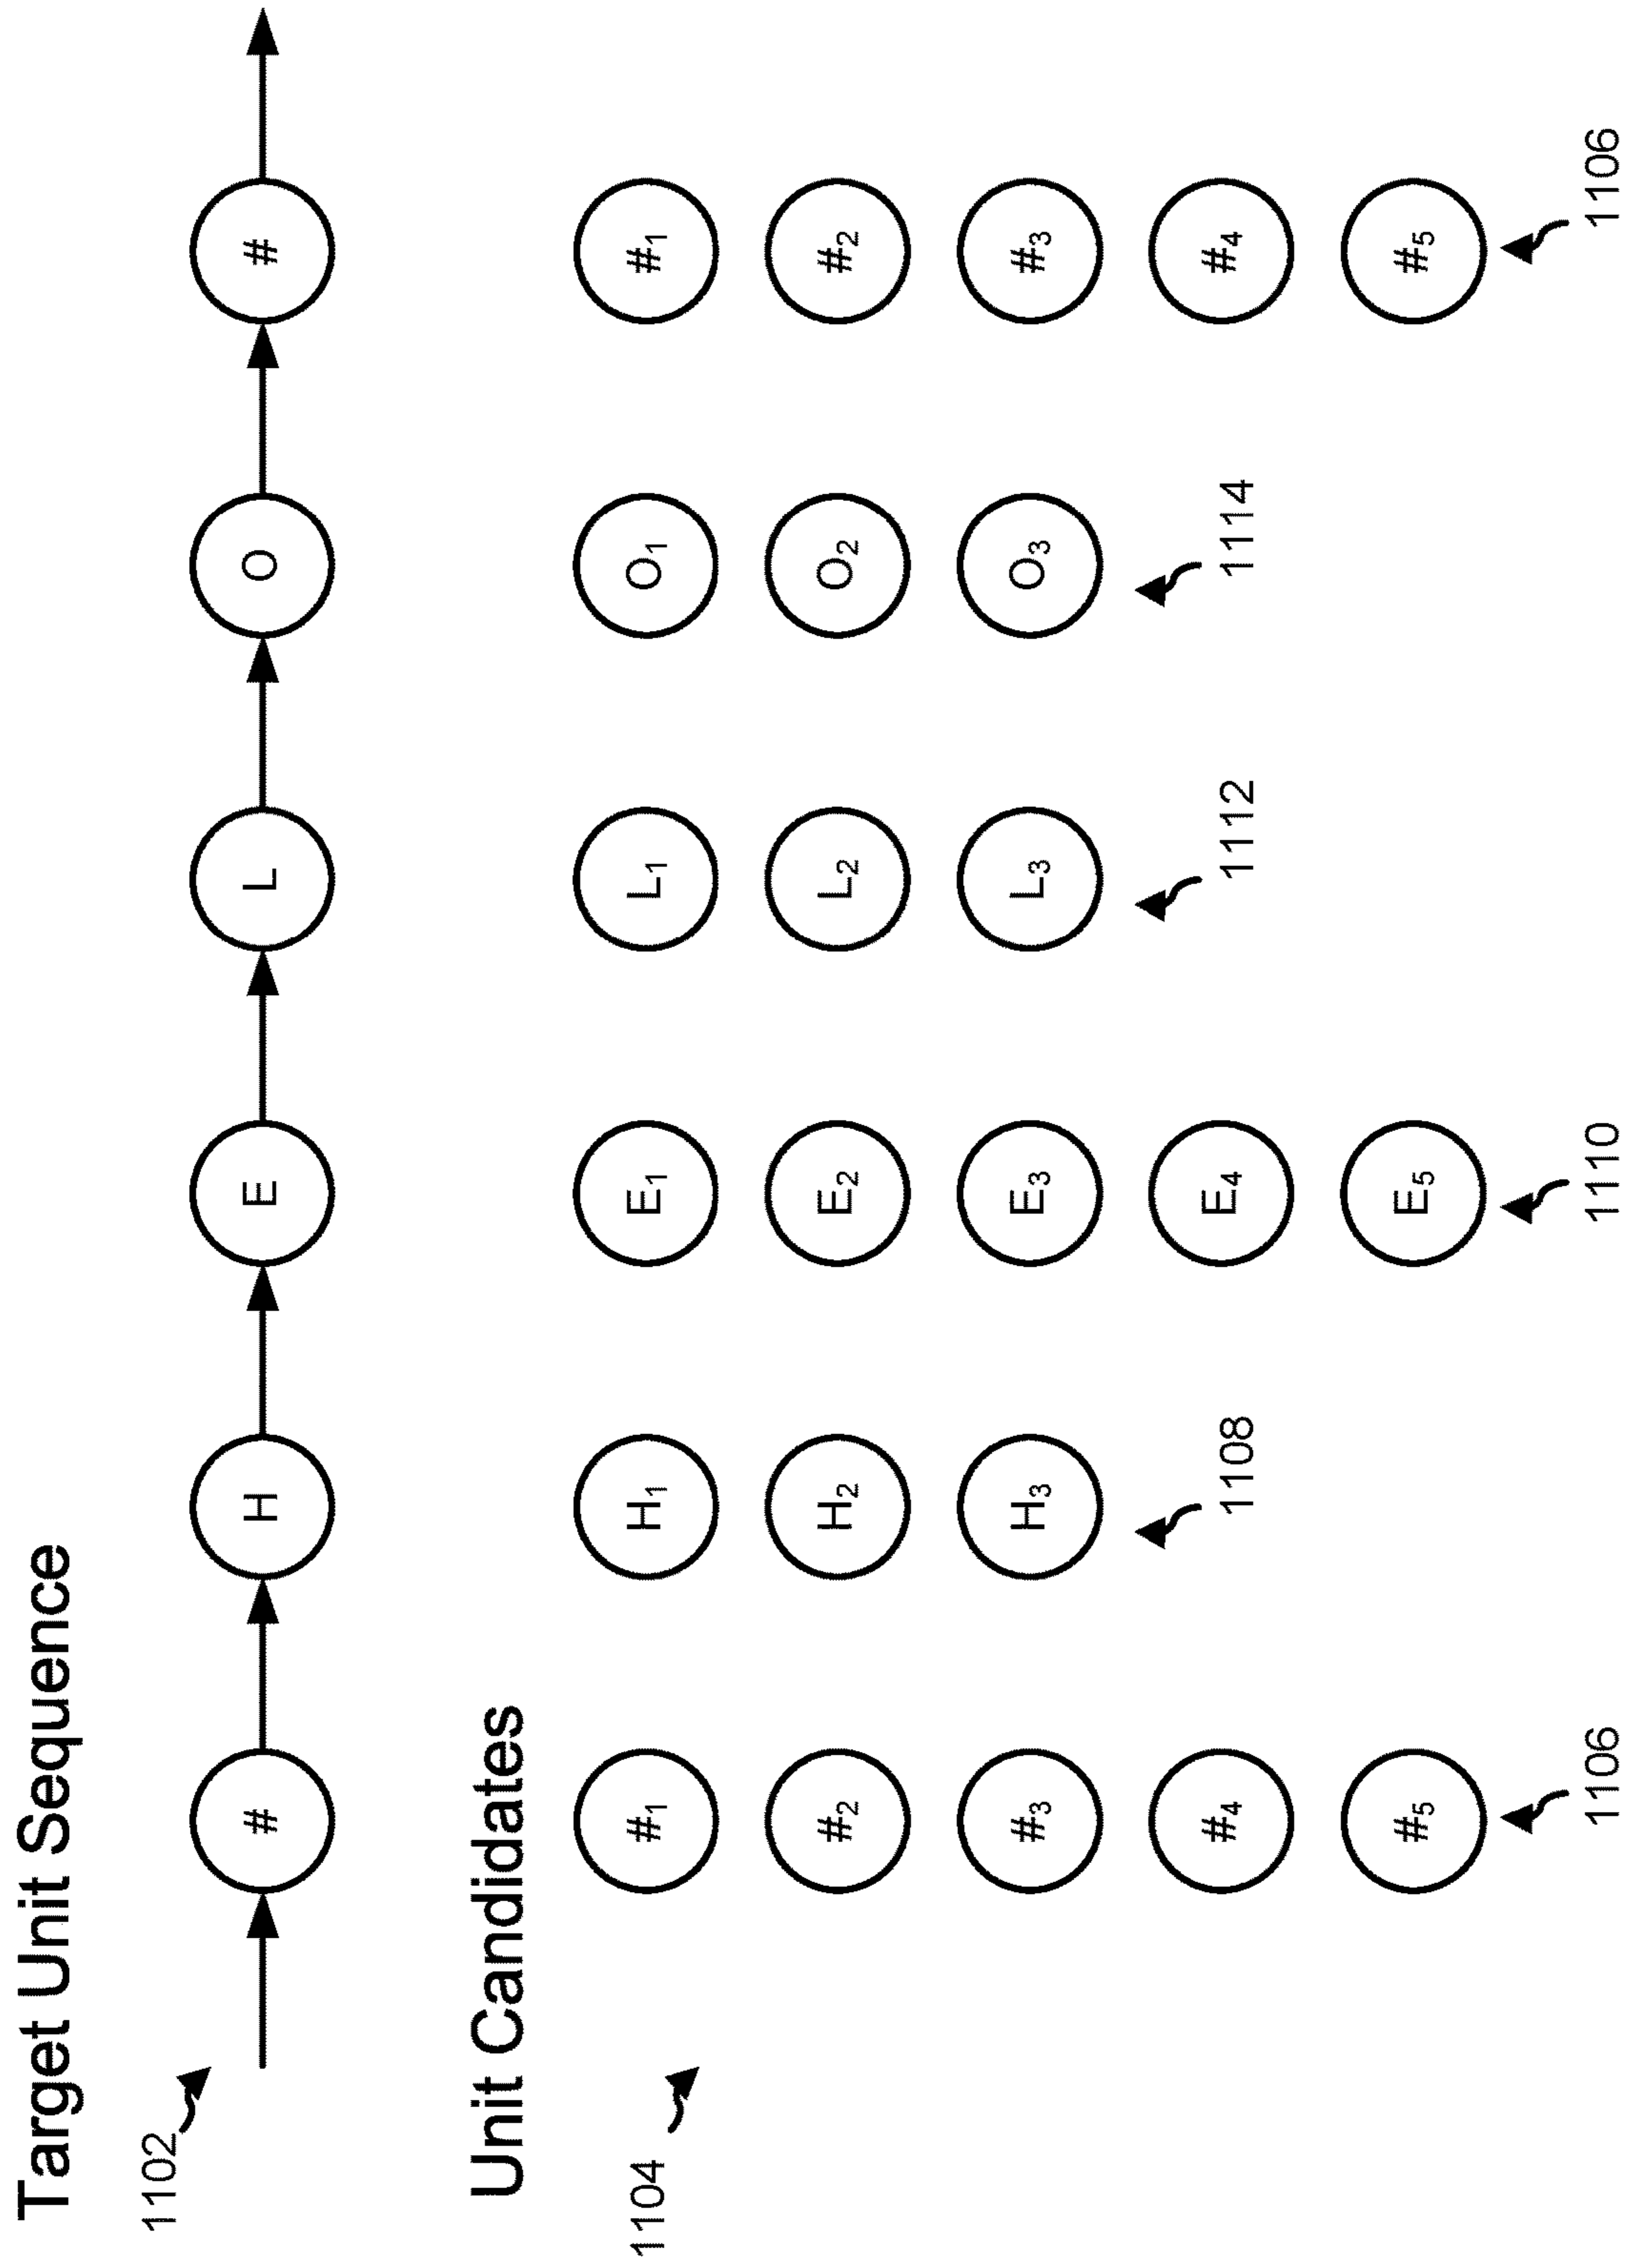 Target Unit Sequence
1102
# H E L O #
Unit Candidates
1104
#₁ H₁ E₁ L₁ O₁ #₁
#₂ H₂ E₂ L₂ O₂ #₂
#₃ H₃ E₃ L₃ O₃ #₃
1108 1112 1114
#₄ E₄ #₄
#₅ E₅ #₅
1106 1110 1106